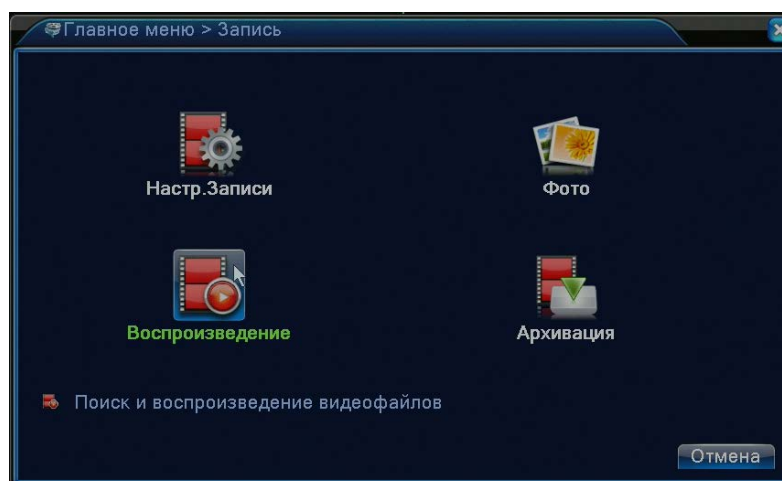 Главное меню > Запись
Настр.Записи
Фото
Воспроизведение
Архивация
Поиск и воспроизведение видеофайлов
Отмена